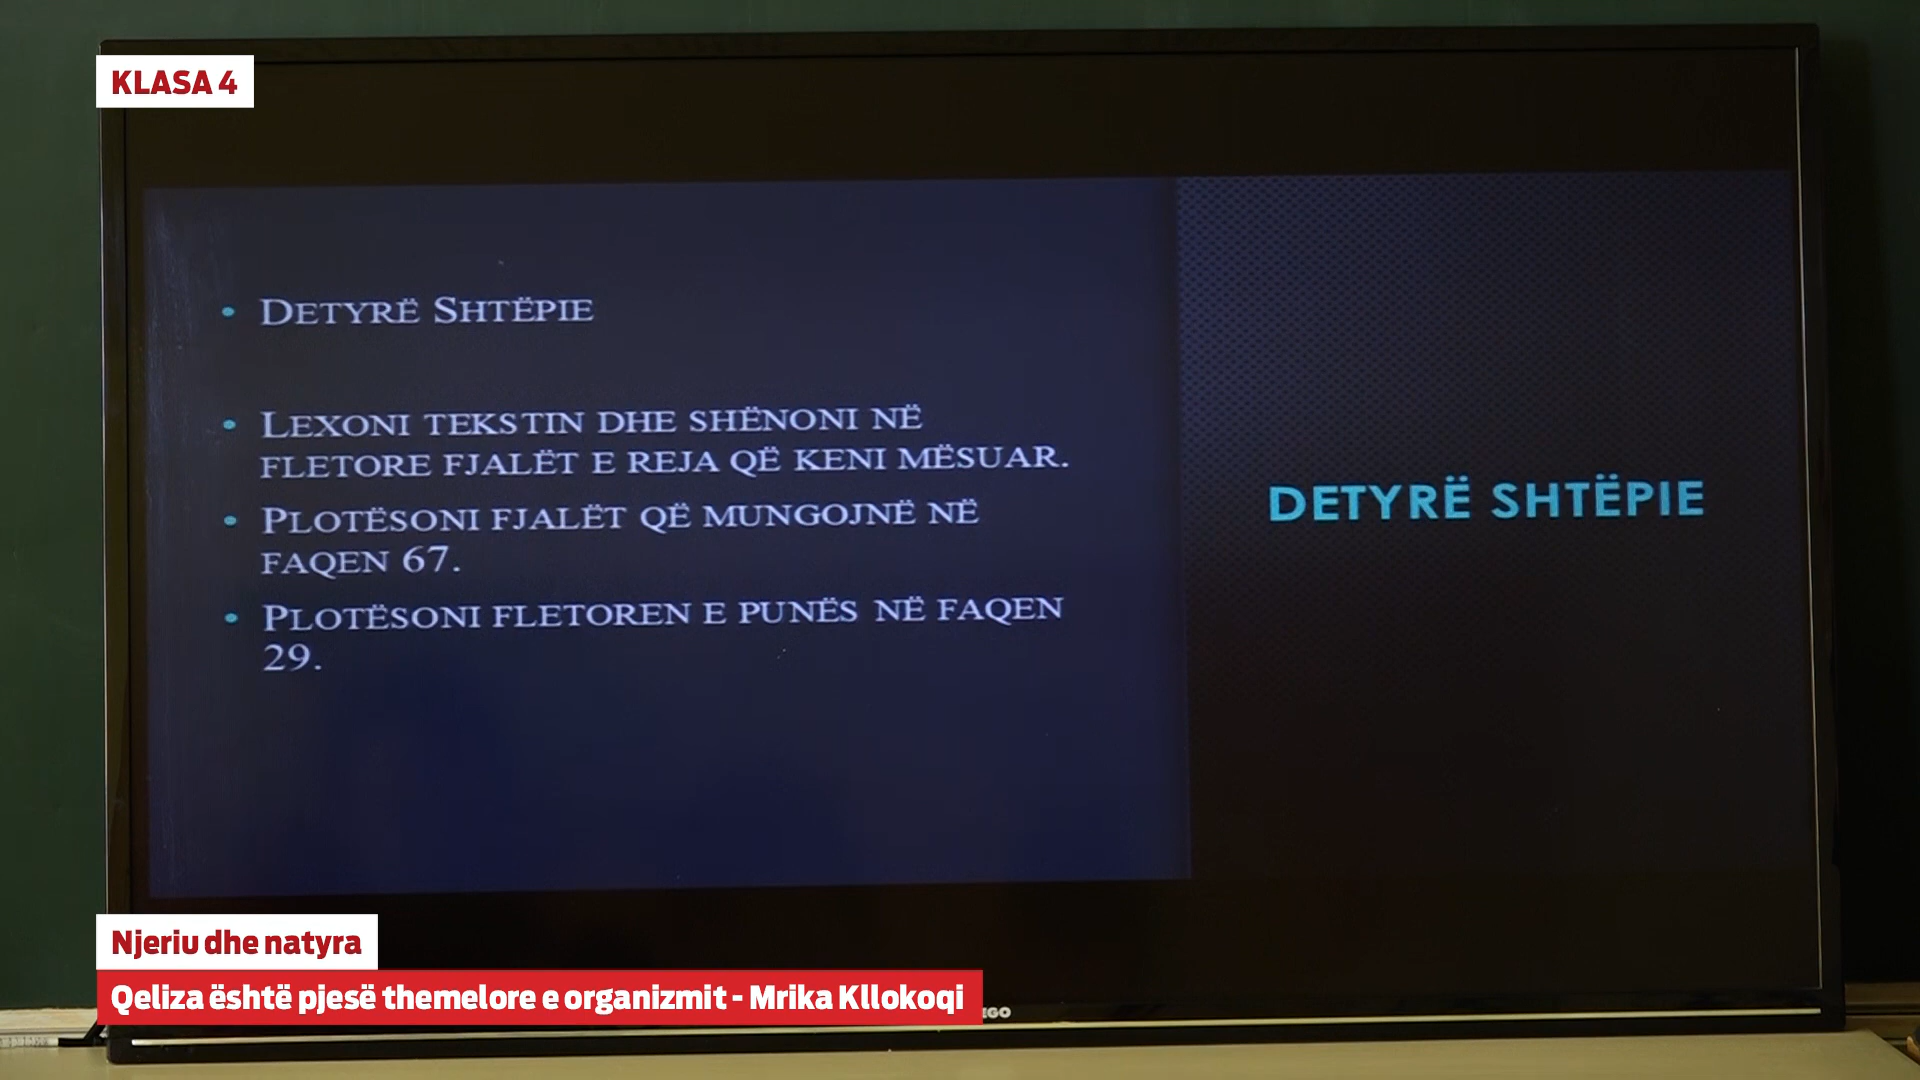 KLASA 4
DETYRË SHTËPIE
LEXONI TEKSTIN DHE SHËNONI NË
FLETORE FJALËT E REJA QË KENI MËSUAR.
PLOTËSONI FJALËT QË MUNGOJNË NË
FAQEN 67.
PLOTËSONI FLETOREN E PUNËS NË FAQEN
29.
DETYRË SHTËPIE
Njeriu dhe natyra
Qeliza është pjesë themelore e organizmit - Mrika Kllokoqi